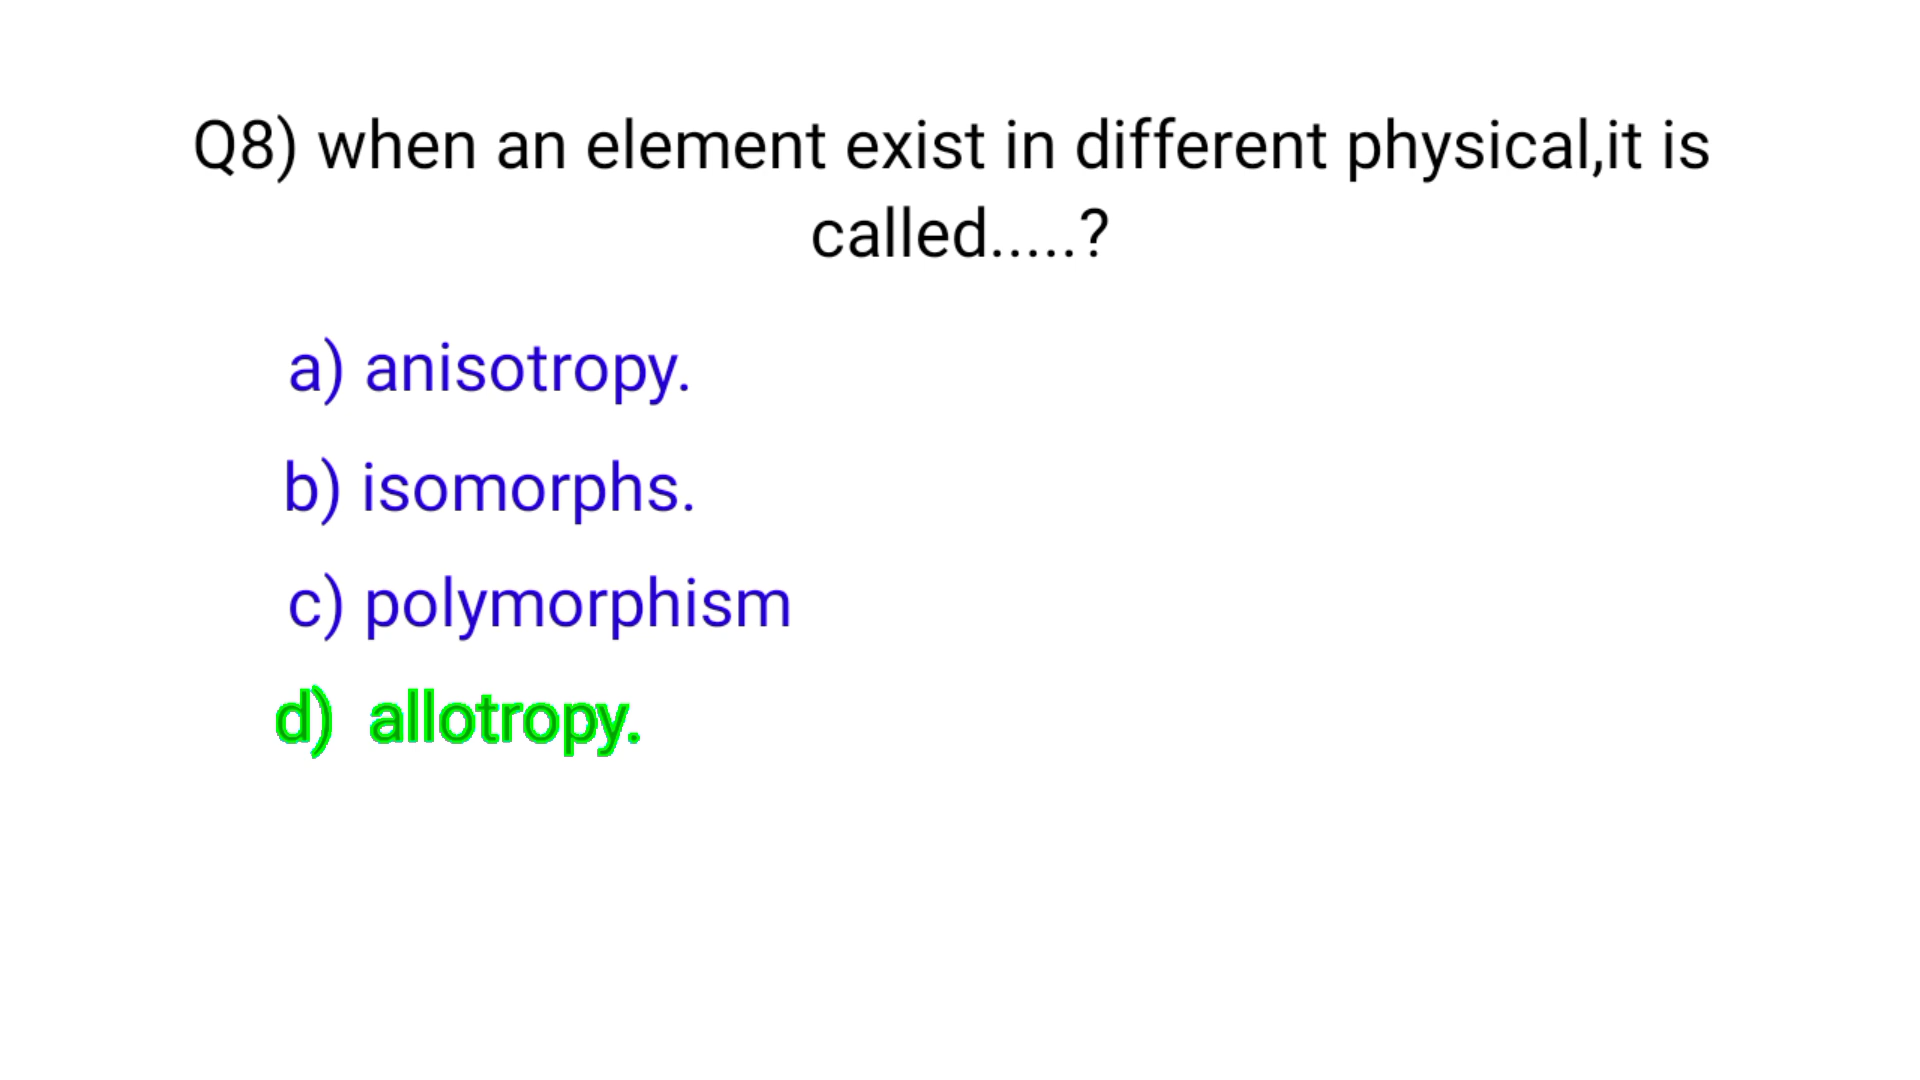 Q8) when an element exist in different physical,it is
called.....?
a) anisotropy.
b) isomorphs.
c) polymorphism
d) allotropy.